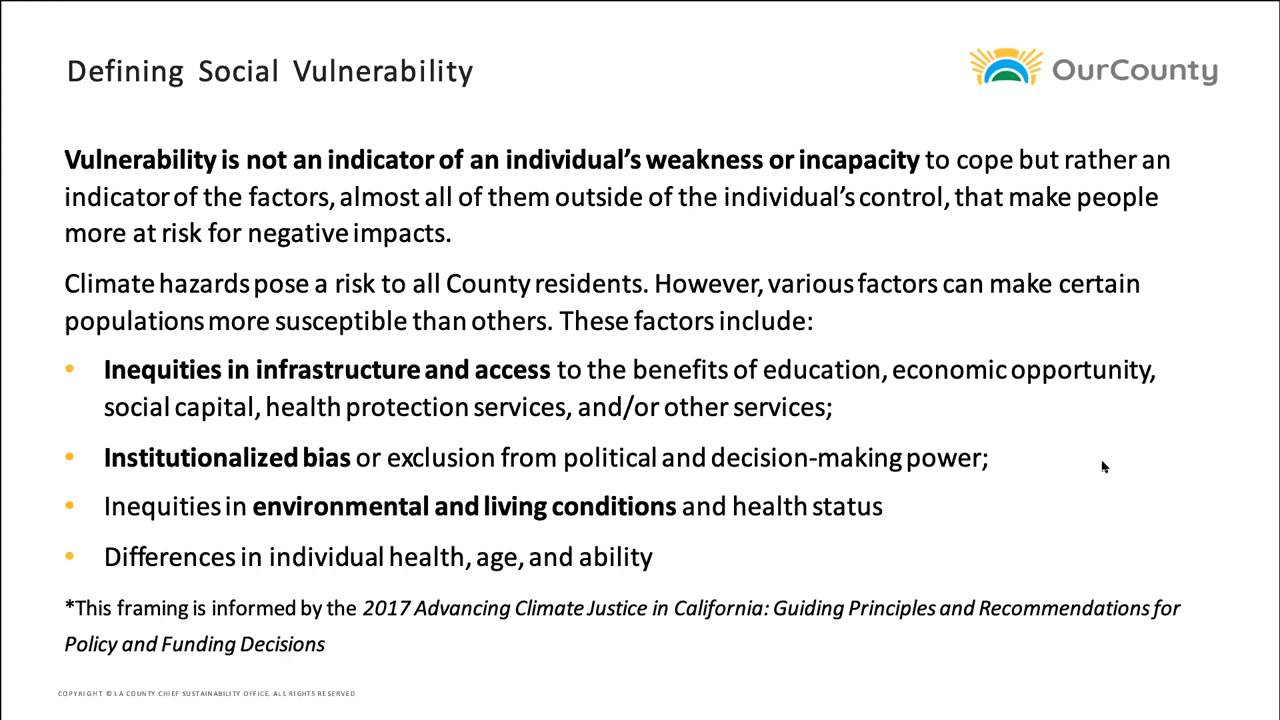 Defining Social Vulnerability
OurCounty
Vulnerability is not an indicator of an individual’s weakness or incapacity to cope but rather an
indicator of the factors, almost all of them outside of the individual’s control, that make people
more at risk for negative impacts.
Climate hazards pose a risk to all County residents. However, various factors can make certain
populations more susceptible than others. These factors include:
• Inequities in infrastructure and access to the benefits of education, economic opportunity,
social capital, health protection services, and/or other services;
• Institutionalized bias or exclusion from political and decision-making power;
• Inequities in environmental and living conditions and health status
• Differences in individual health, age, and ability
*This framing is informed by the 2017 Advancing Climate Justice in California: Guiding Principles and Recommendations for
Policy and Funding Decisions
COPYRIGHT © LA COUNTY CHIEF SUSTAINABILITY OFFICE. ALL RIGHTS RESERVED